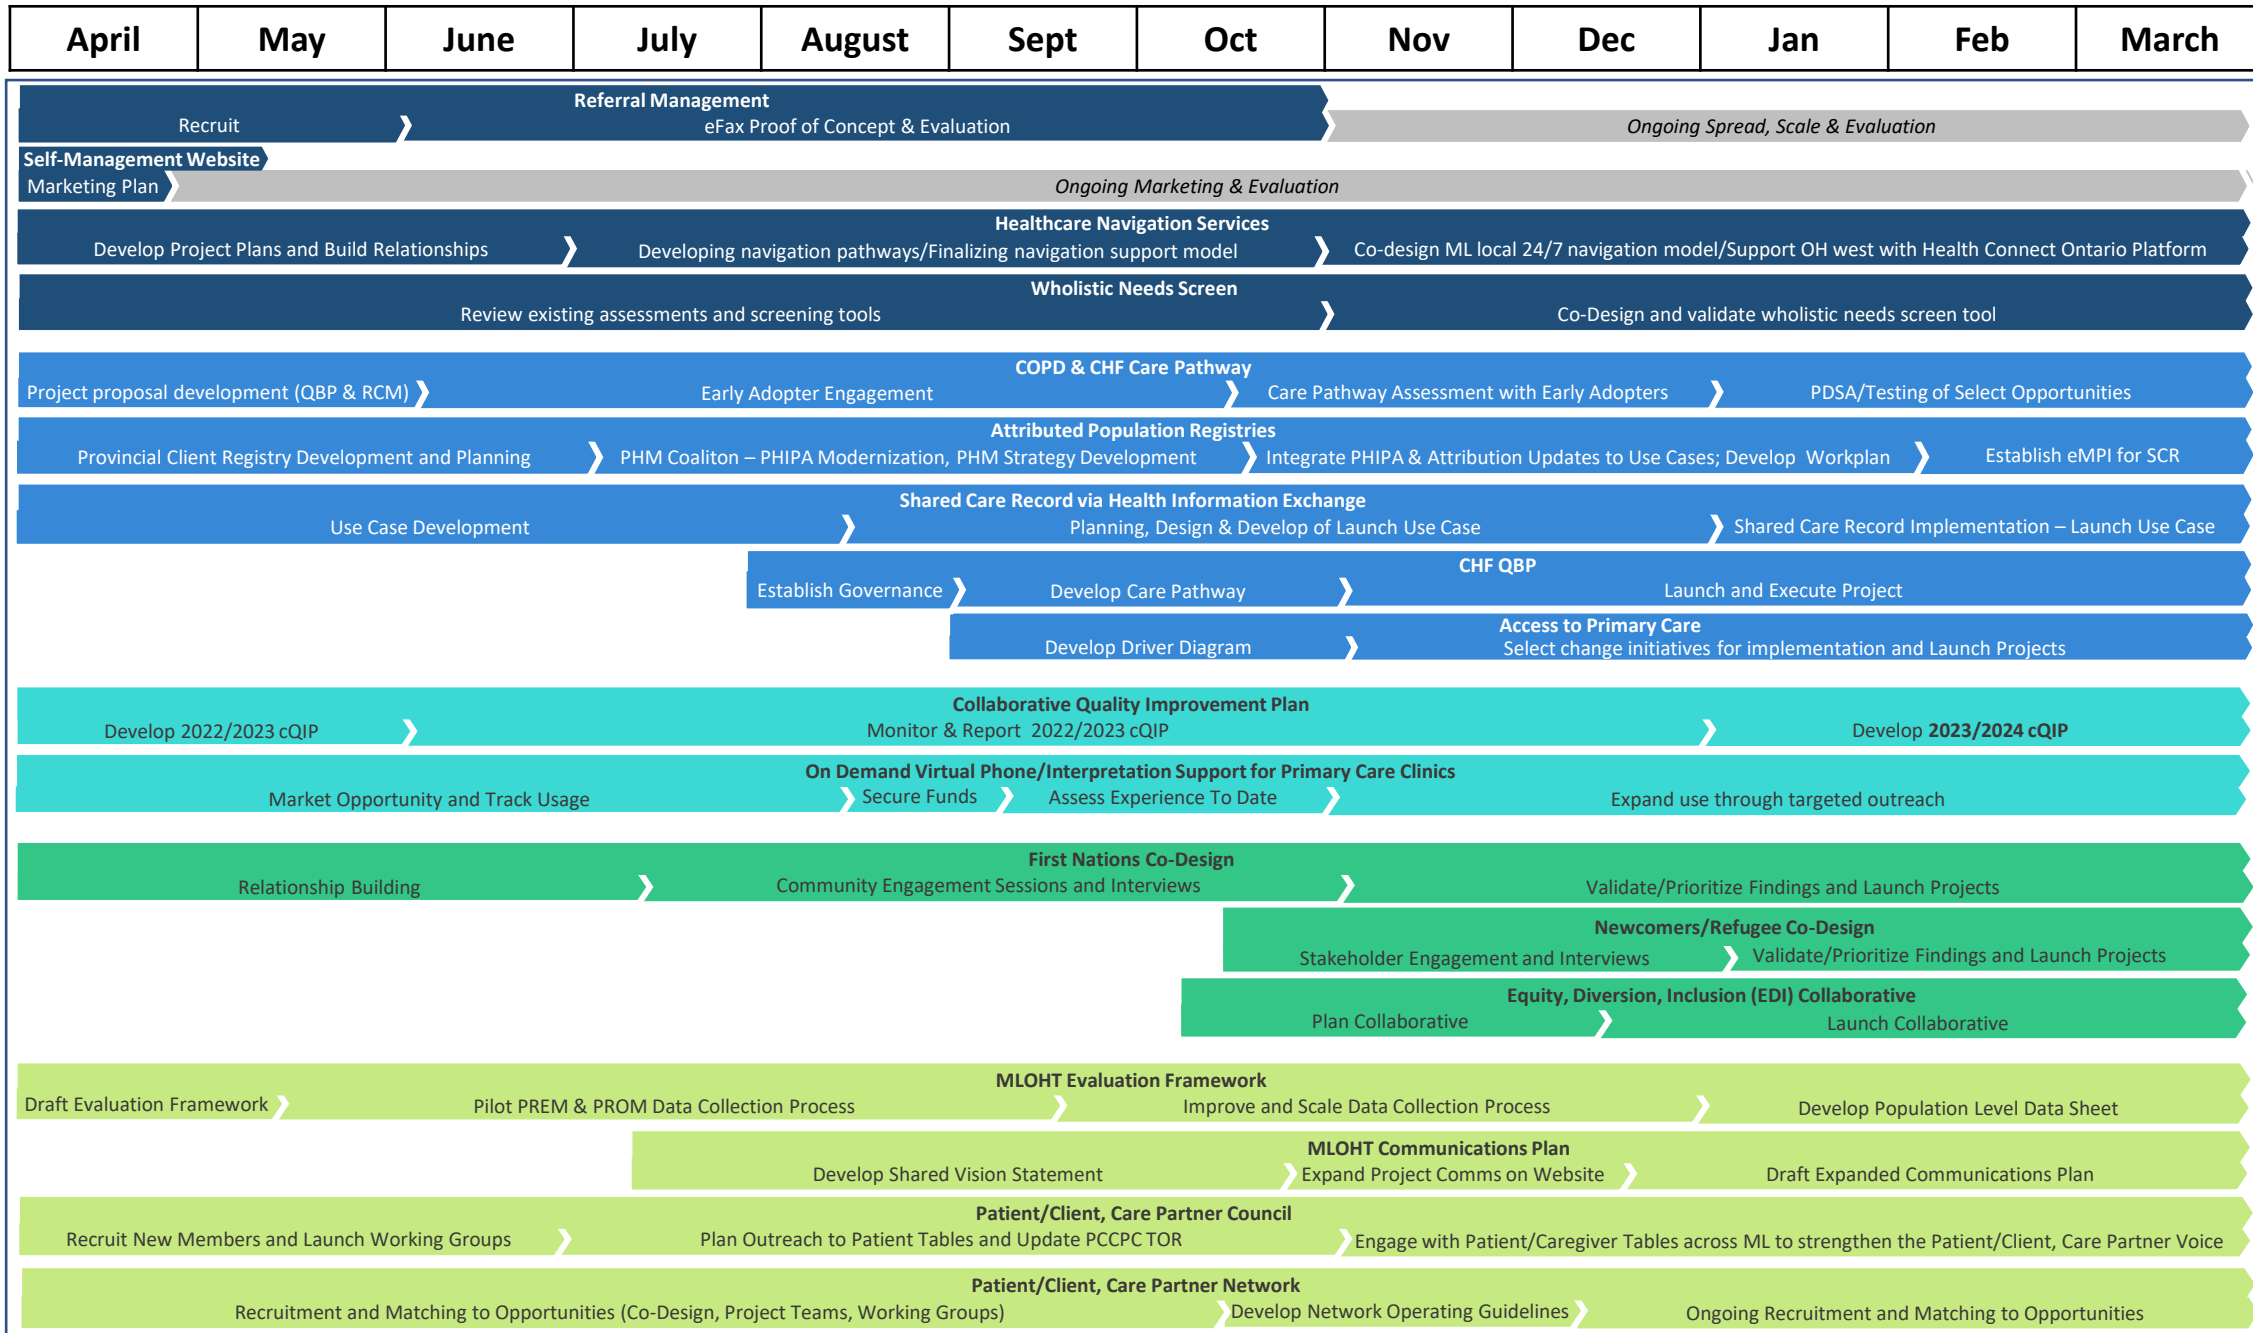 April May June July August Sept Oct Nov Dec Jan Feb March
Referral Management
Recruit eFax Proof of Concept & Evaluation Ongoing Spread, Scale & Evaluation
Self-Management Website
Marketing Plan Ongoing Marketing & Evaluation
Healthcare Navigation Services
Develop Project Plans and Build Relationships Developing navigation pathways/Finalizing navigation support model Co-design ML local 24/7 navigation model/Support OH west with Health Connect Ontario Platform
Wholistic Needs Screen
Review existing assessments and screening tools Co-Design and validate wholistic needs screen tool
COPD & CHF Care Pathway
Project proposal development (QBP & RCM) Early Adopter Engagement Care Pathway Assessment with Early Adopters PDSA/Testing of Select Opportunities
Attributed Population Registries
Provincial Client Registry Development and Planning PHM Coaliton – PHIPA Modernization, PHM Strategy Development Integrate PHIPA & Attribution Updates to Use Cases; Develop Workplan Establish eMPI for SCR
Shared Care Record via Health Information Exchange
Use Case Development Planning, Design & Develop of Launch Use Case Shared Care Record Implementation – Launch Use Case
CHF QBP
Establish Governance Develop Care Pathway Launch and Execute Project
Access to Primary Care
Develop Driver Diagram Select change initiatives for implementation and Launch Projects
Collaborative Quality Improvement Plan
Develop 2022/2023 cQIP Monitor & Report 2022/2023 cQIP Develop 2023/2024 cQIP
On Demand Virtual Phone/Interpretation Support for Primary Care Clinics
Market Opportunity and Track Usage Secure Funds Assess Experience To Date Expand use through targeted outreach
First Nations Co-Design
Relationship Building Community Engagement Sessions and Interviews Validate/Prioritize Findings and Launch Projects
Newcomers/Refugee Co-Design
Stakeholder Engagement and Interviews Validate/Prioritize Findings and Launch Projects
Equity, Diversion, Inclusion (EDI) Collaborative
Plan Collaborative Launch Collaborative
MLOHT Evaluation Framework
Draft Evaluation Framework Pilot PREM & PROM Data Collection Process Improve and Scale Data Collection Process Develop Population Level Data Sheet
MLOHT Communications Plan
Develop Shared Vision Statement Expand Project Comms on Website Draft Expanded Communications Plan
Patient/Client, Care Partner Council
Recruit New Members and Launch Working Groups Plan Outreach to Patient Tables and Update PCCPC TOR Engage with Patient/Caregiver Tables across ML to strengthen the Patient/Client, Care Partner Voice
Patient/Client, Care Partner Network
Recruitment and Matching to Opportunities (Co-Design, Project Teams, Working Groups) Develop Network Operating Guidelines Ongoing Recruitment and Matching to Opportunities